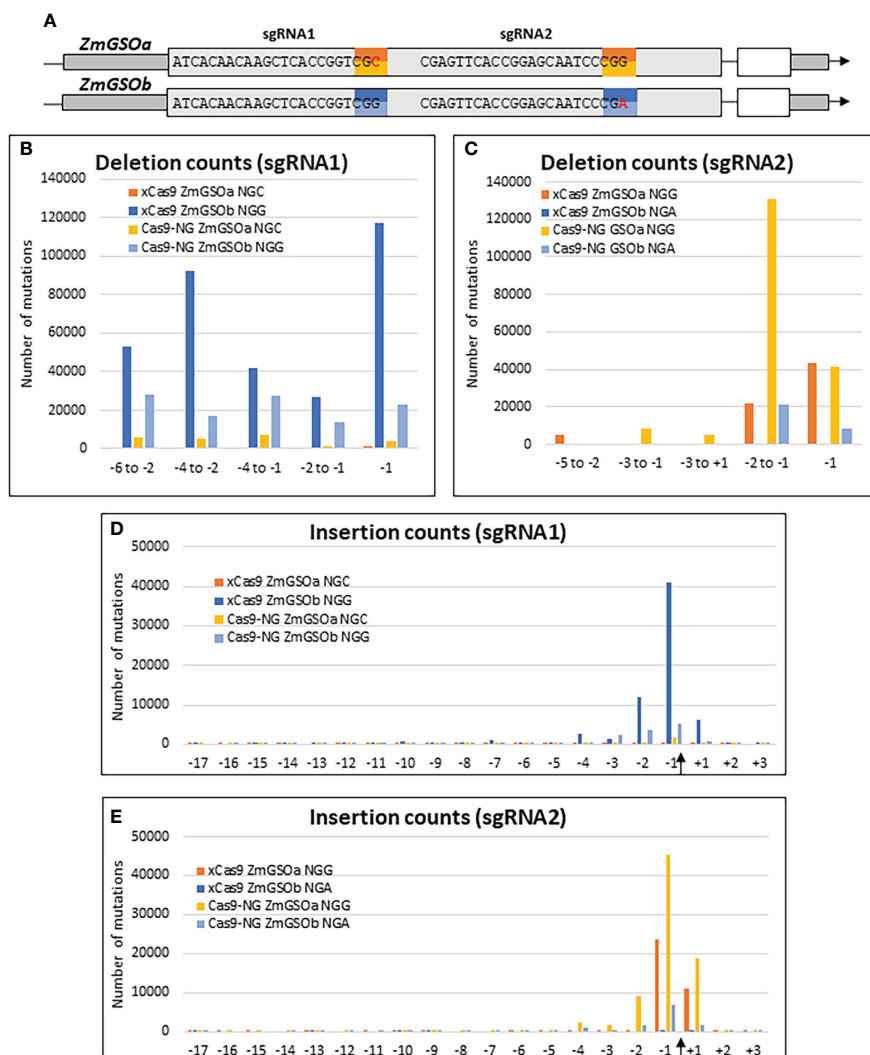 A
sgRNA1 sgRNA2
ZmGSOa ATCACAACAAGCTCACCGGTCGC CGAGTTCACCGGAGCAATCCCGG
ZmGSOb ATCACAACAAGCTCACCGGTCGG CGAGTTCACCGGAGCAATCCCGA
B
Deletion counts (sgRNA1)
140000
120000
100000
80000
60000
40000
20000
0
Number of mutations
xCas9 ZmGSOa NGC
xCas9 ZmGSOb NGG
Cas9-NG ZmGSOa NGC
Cas9-NG ZmGSOb NGG
-6 to -2 -4 to -2 -4 to -1 -2 to -1 -1
C
Deletion counts (sgRNA2)
140000
120000
100000
80000
60000
40000
20000
0
Number of mutations
xCas9 ZmGSOa NGG
xCas9 ZmGSOb NGA
Cas9-NG GSOa NGG
Cas9-NG GSOb NGA
-5 to -2 -3 to -1 -3 to +1 -2 to -1 -1
D
Insertion counts (sgRNA1)
50000
40000
30000
20000
10000
0
Number of mutations
xCas9 ZmGSOa NGC
xCas9 ZmGSOb NGG
Cas9-NG ZmGSOa NGC
Cas9-NG ZmGSOb NGG
-17 -16 -15 -14 -13 -12 -11 -10 -9 -8 -7 -6 -5 -4 -3 -2 -1 +1 +2 +3
E
Insertion counts (sgRNA2)
50000
40000
30000
20000
10000
0
Number of mutations
xCas9 ZmGSOa NGG
xCas9 ZmGSOb NGA
Cas9-NG ZmGSOa NGG
Cas9-NG ZmGSOb NGA
-17 -16 -15 -14 -13 -12 -11 -10 -9 -8 -7 -6 -5 -4 -3 -2 -1 +1 +2 +3